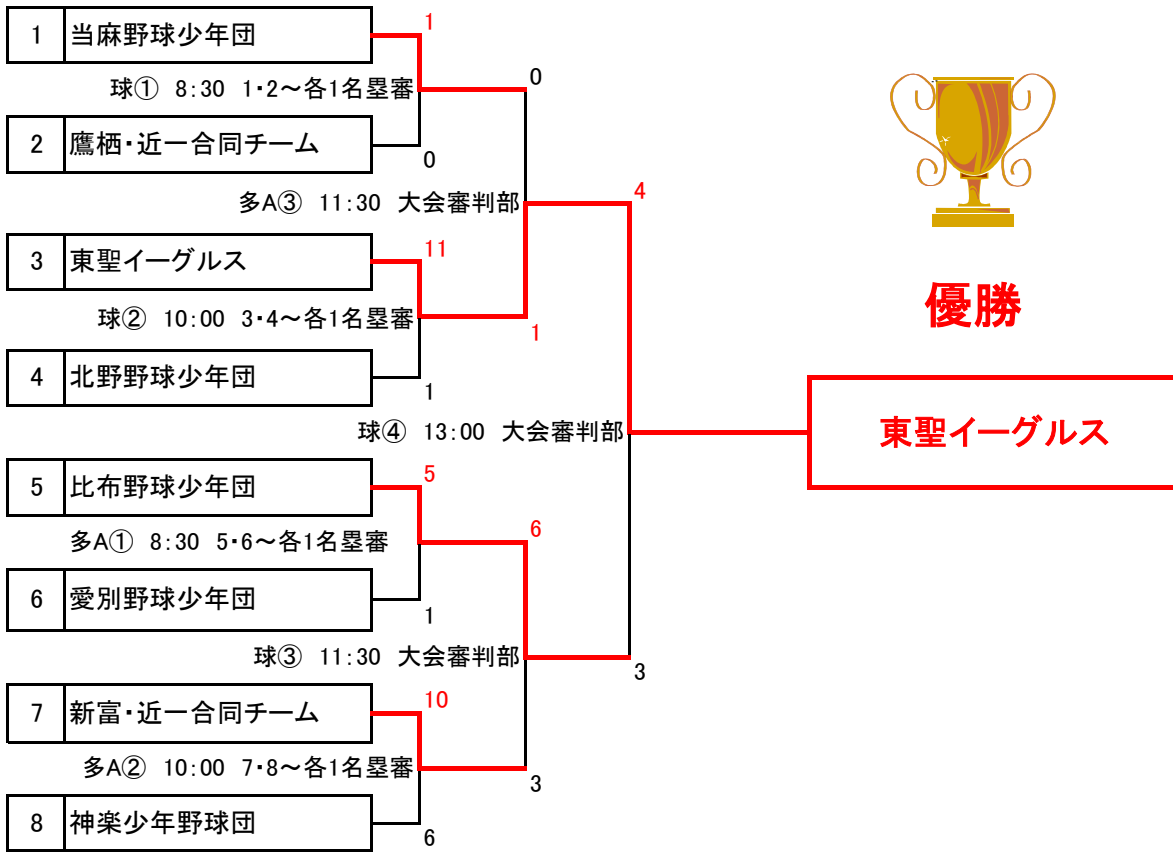 1 当麻野球少年団
1
球① 8:30 1・2～各1名塁審
0
2 鷹栖・近一合同チーム
0
多A③ 11:30 大会審判部
4
3 東聖イーグルス
11
優勝
球② 10:00 3・4～各1名塁審
1
4 北野野球少年団
1
球④ 13:00 大会審判部
東聖イーグルス
5 比布野球少年団
5
多A① 8:30 5・6～各1名塁審
6
6 愛別野球少年団
1
球③ 11:30 大会審判部
3
7 新富・近一合同チーム
10
多A② 10:00 7・8～各1名塁審
3
8 神楽少年野球団
6